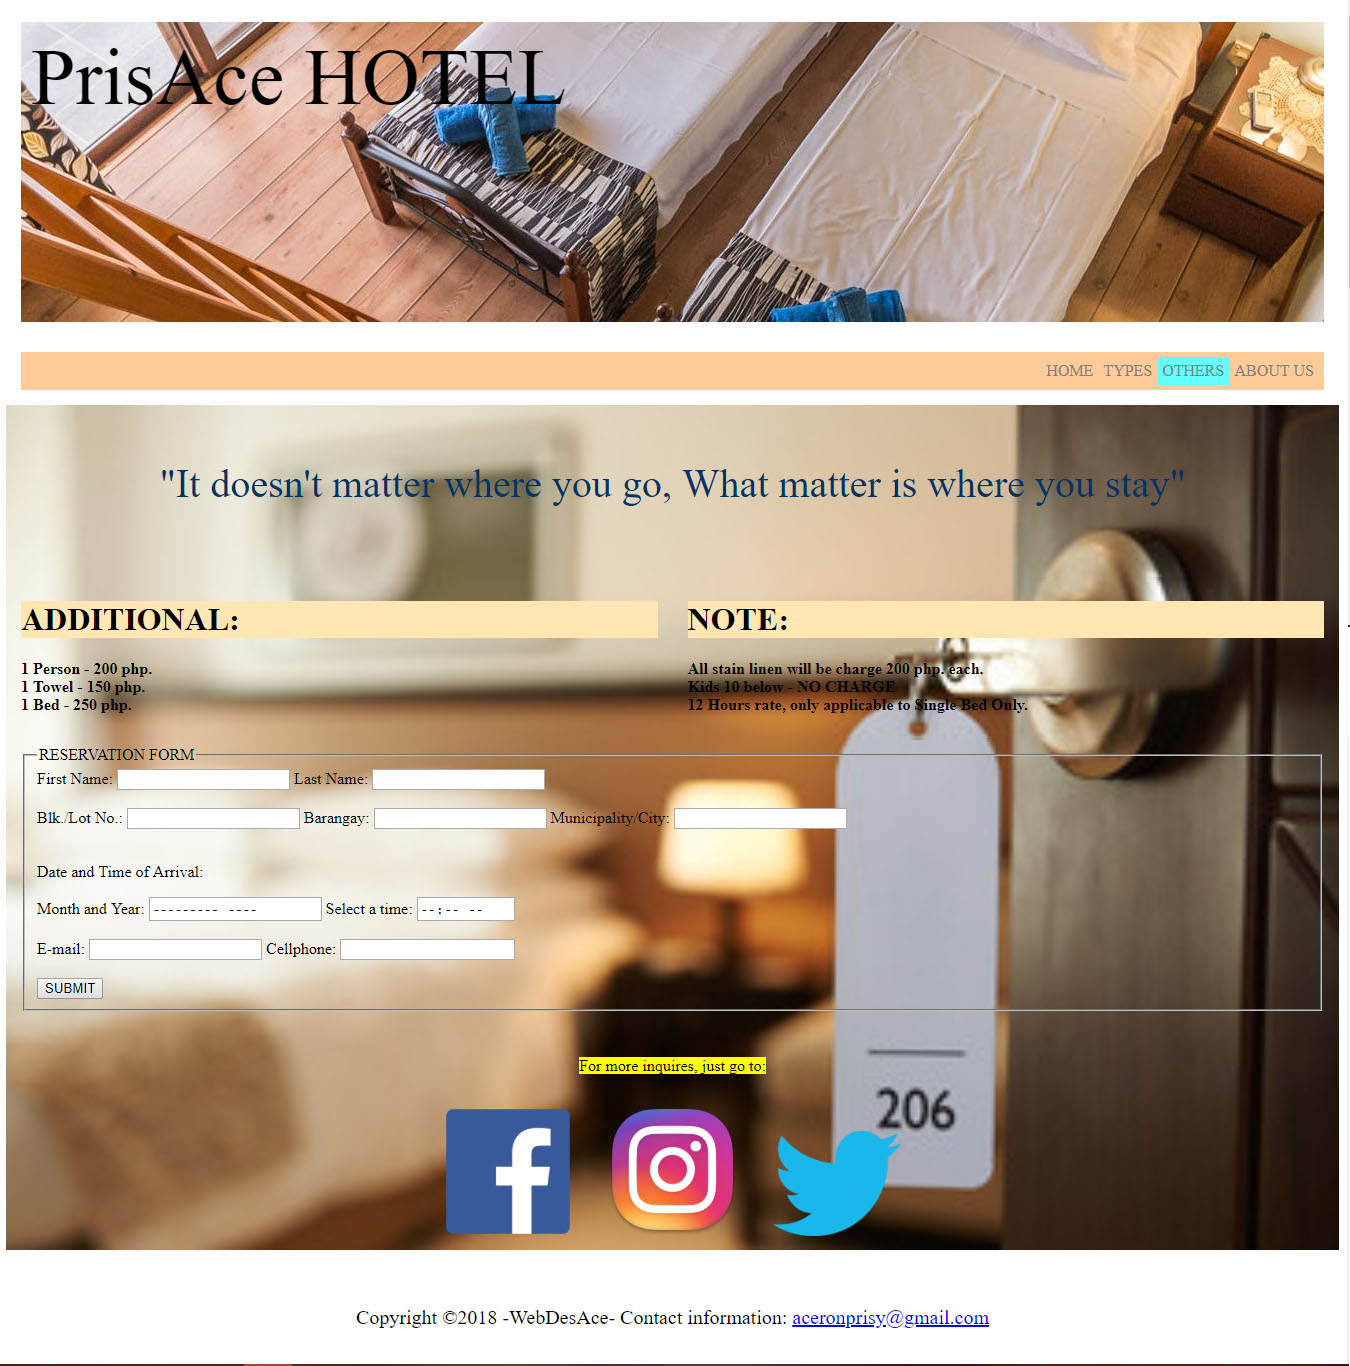 PrisAce HOTEL
HOME TYPES OTHERS ABOUT US
"It doesn't matter where you go, What matter is where you stay"
ADDITIONAL:
1 Person - 200 php.
1 Towel - 150 php.
1 Bed - 250 php.
NOTE:
All stain linen will be charge 200 php. each.
Kids 10 below - NO CHARGE
12 Hours rate, only applicable to Single Bed Only.
RESERVATION FORM
First Name: Last Name:
Blk./Lot No.: Barangay: Municipality/City:
Date and Time of Arrival:
Month and Year: --------- ---- Select a time: --:-- --
E-mail: Cellphone:
SUBMIT
For more inquires, just go to:
206
Copyright ©2018 -WebDesAce- Contact information: aceronprisy@gmail.com